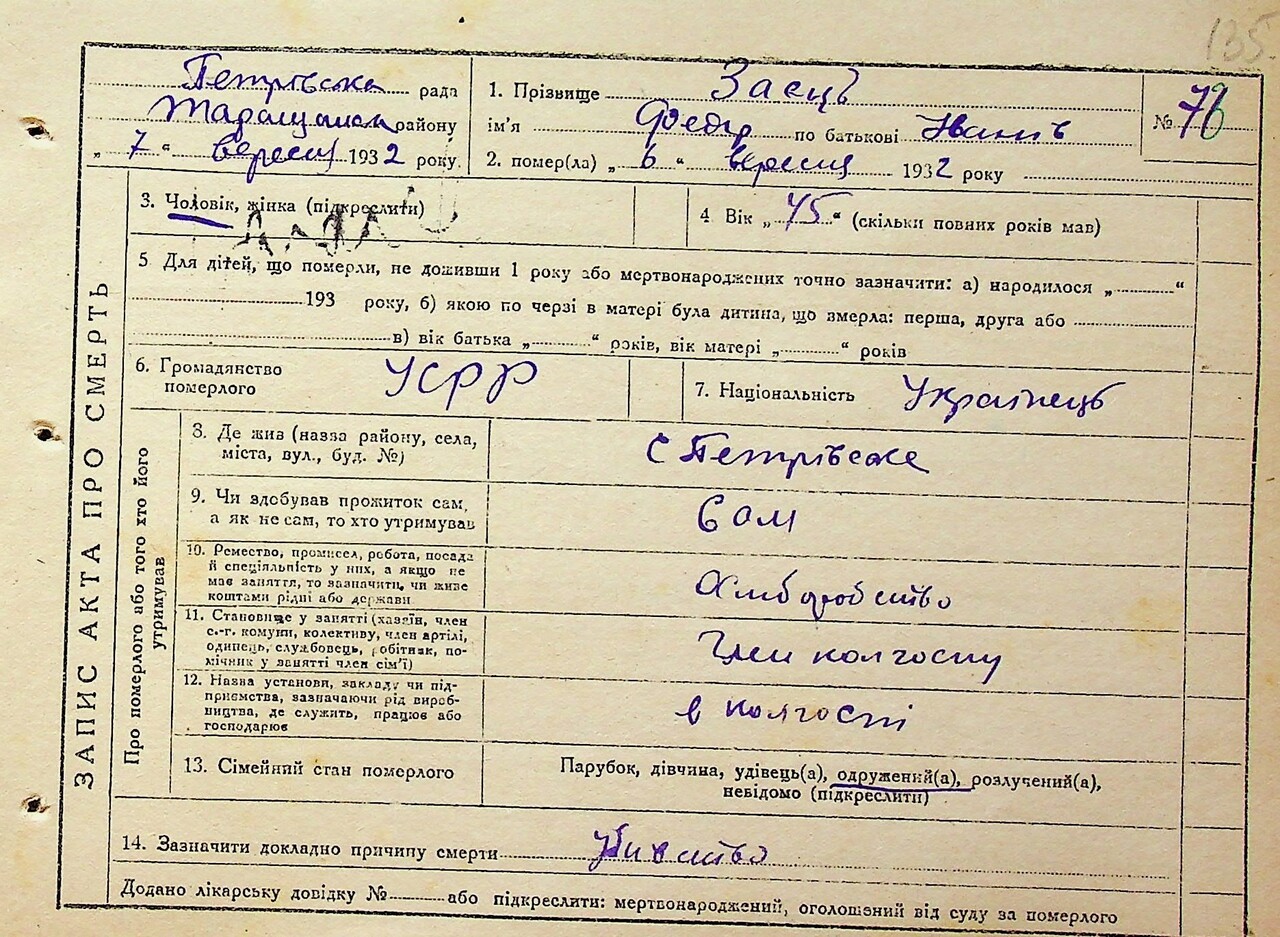 135.
Петрівська рада
Таращанськ району
„ 7 “ вересня 1932 року.
1. Прізвище Заєць
ім'я Федір по батькові Іванів
2. помер(ла) „ 6 “ вересня 1932 року
№ 78
ЗАПИС АКТА ПРО СМЕРТЬ
3. Чоловік, жінка (підкреслити)
4 Вік „ 45 “ (скільки повних років мав)
5 Для дітей, що померли, не доживши 1 року або мертвонароджених точно зазначити: а) народилося „ “
193 року, б) якою по черзі в матері була дитина, що змерла: перша, друга або
в) вік батька „ “ років, вік матері „ “ років
6. Громадянство
померлого
УСРР
7. Національність Українець
Про померлого або того хто його
утримував
8. Де жив (назва району, села,
міста, вул., буд. №)
с Петрівське
9. Чи здобував прожиток сам,
а як не сам, то хто утримував
Сам
10. Ремество, промисел, робота, посада
й спеціяльність у них, а якщо не
має заняття, то зазначити, чи живе
коштами рідні або держави
Хліборобство
11. Становище у занятті (хазяїн, член
с.-г. комуни, колективу, член артілі,
одинець, службовець, робітник, по-
мічник у занятті член сім'ї)
Член колгоспу
12. Назва установи, закладу чи під-
приємства, зазначаючи рід вироб-
ництва, де служить, працює або
господарює
в колгоспі
13. Сімейний стан померлого
Парубок, дівчина, удівець(а), одружений(а), розлучений(а),
невідомо (підкреслити)
14. Зазначити докладно причину смерти Убивство
Додано лікарську довідку № або підкреслити: мертвонароджений, оголошений від суду за померлого